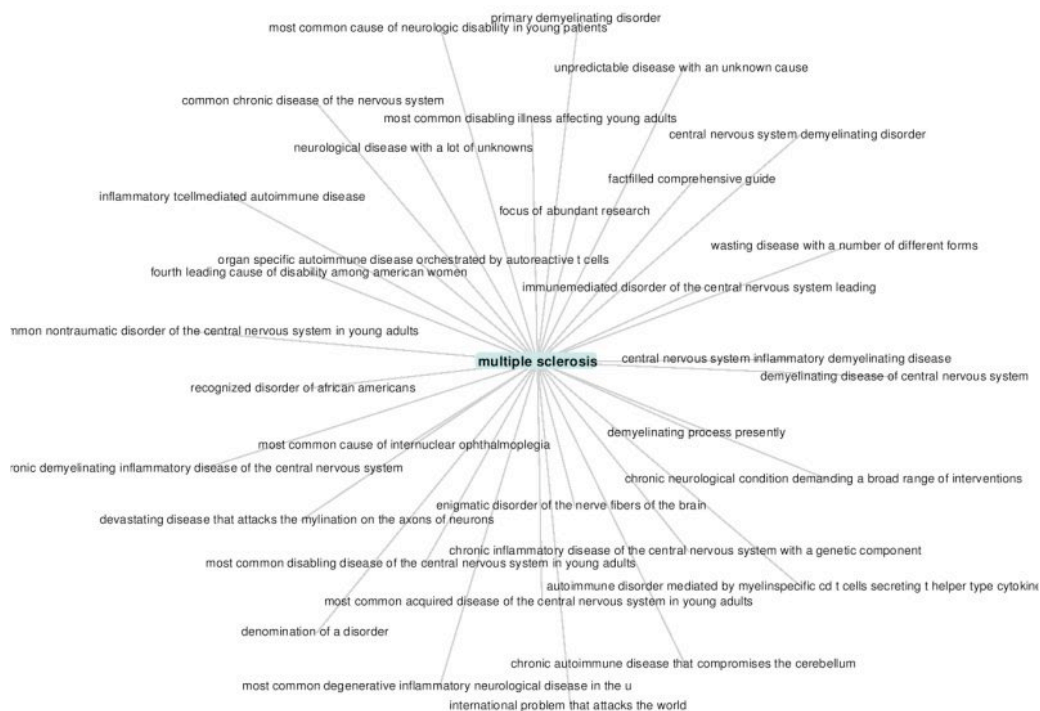 primary demyelinating disorder
most common cause of neurologic disability in young patients
unpredictable disease with an unknown cause
common chronic disease of the nervous system
most common disabling illness affecting young adults
central nervous system demyelinating disorder
neurological disease with a lot of unknowns
factfilled comprehensive guide
inflammatory tcellmediated autoimmune disease
focus of abundant research
wasting disease with a number of different forms
organ specific autoimmune disease orchestrated by autoreactive t cells
fourth leading cause of disability among american women
immunemediated disorder of the central nervous system leading
nontraumatic disorder of the central nervous system in young adults
multiple sclerosis
central nervous system inflammatory demyelinating disease
demyelinating disease of central nervous system
recognized disorder of african americans
demyelinating process presently
most common cause of internuclear ophthalmoplegia
demyelinating inflammatory disease of the central nervous system
chronic neurological condition demanding a broad range of interventions
enigmatic disorder of the nerve fibers of the brain
devastating disease that attacks the mylination on the axons of neurons
chronic inflammatory disease of the central nervous system with a genetic component
most common disabling disease of the central nervous system in young adults
autoimmune disorder mediated by myelinspecific cd t cells secreting t helper type cytokine
most common acquired disease of the central nervous system in young adults
denomination of a disorder
chronic autoimmune disease that compromises the cerebellum
most common degenerative inflammatory neurological disease in the u
international problem that attacks the world